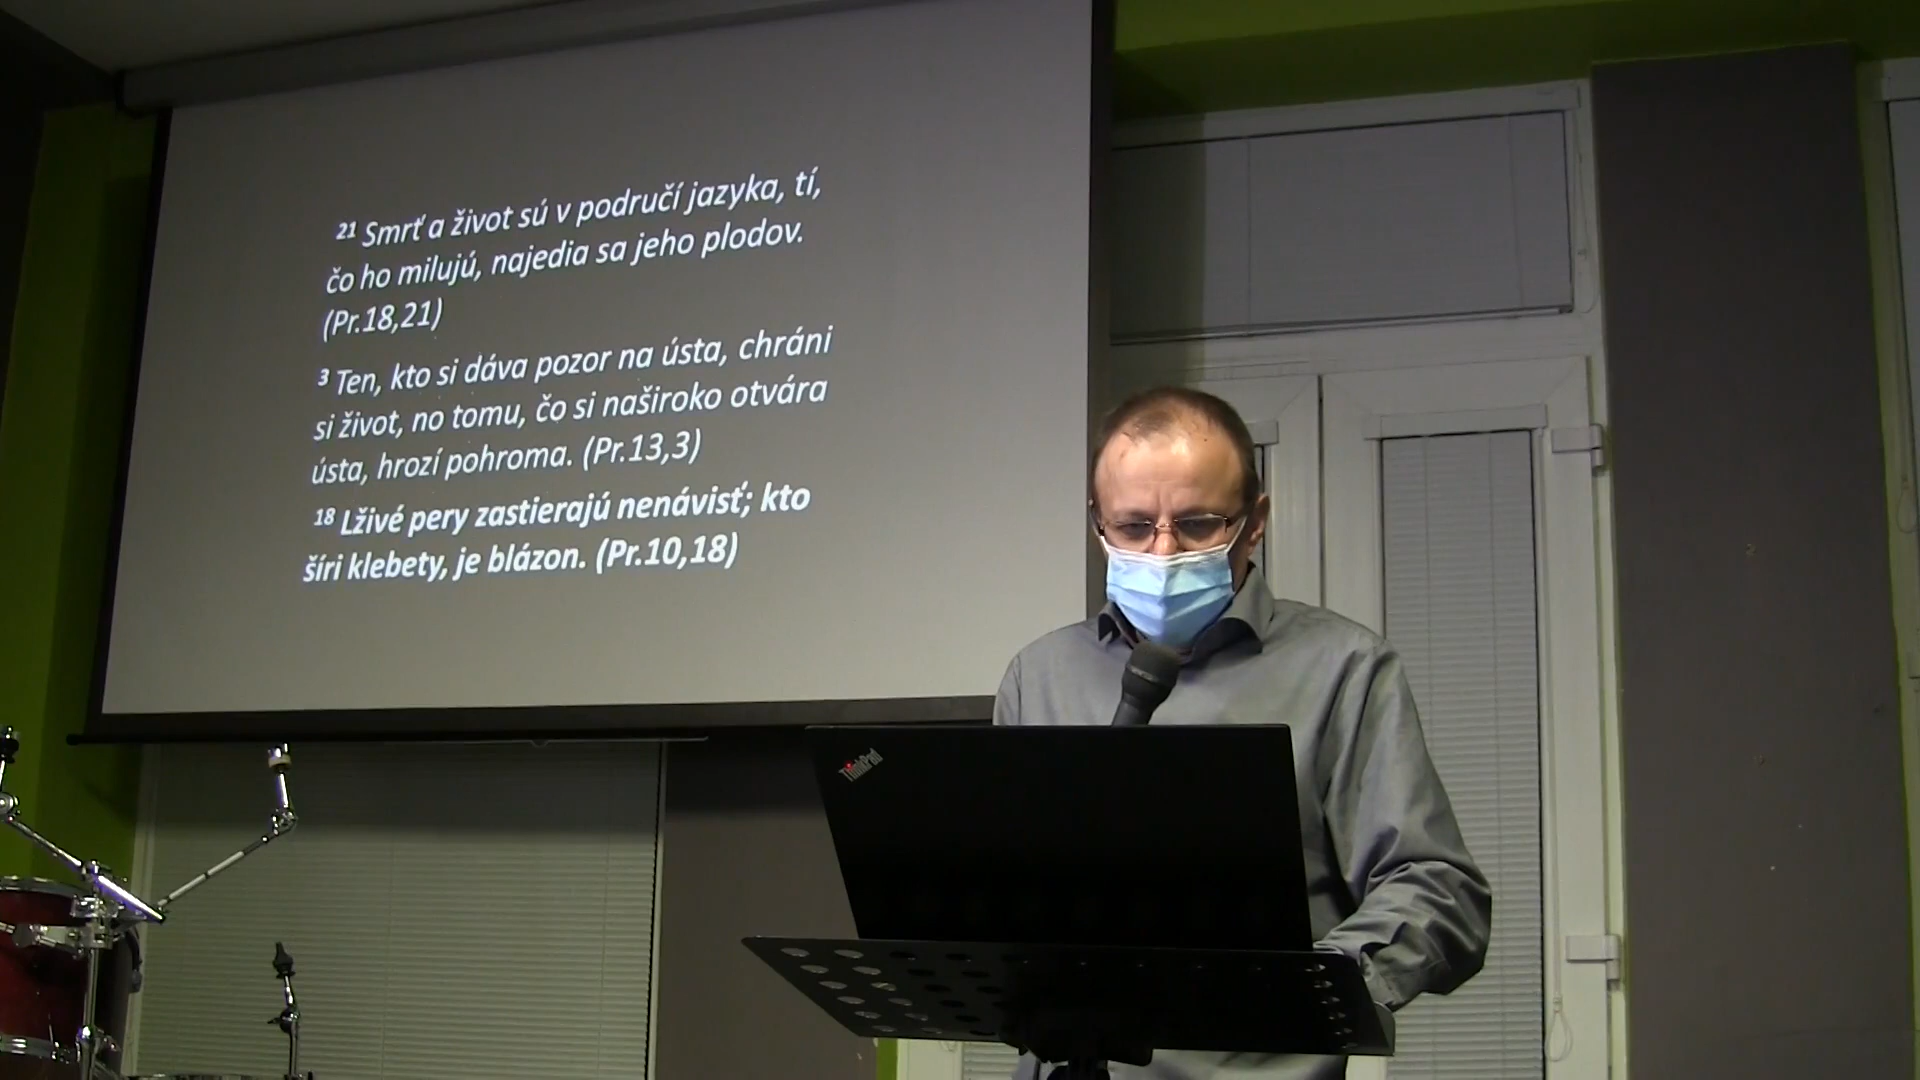 21 Smrť a život sú v područí jazyka, tí,
čo ho milujú, najedia sa jeho plodov.
(Pr.18,21)
3 Ten, kto si dáva pozor na ústa, chráni
si život, no tomu, čo si naširoko otvára
ústa, hrozí pohroma. (Pr.13,3)
18 Lživé pery zastierajú nenávisť; kto
šíri klebety, je blázon. (Pr.10,18)
ThinkPad